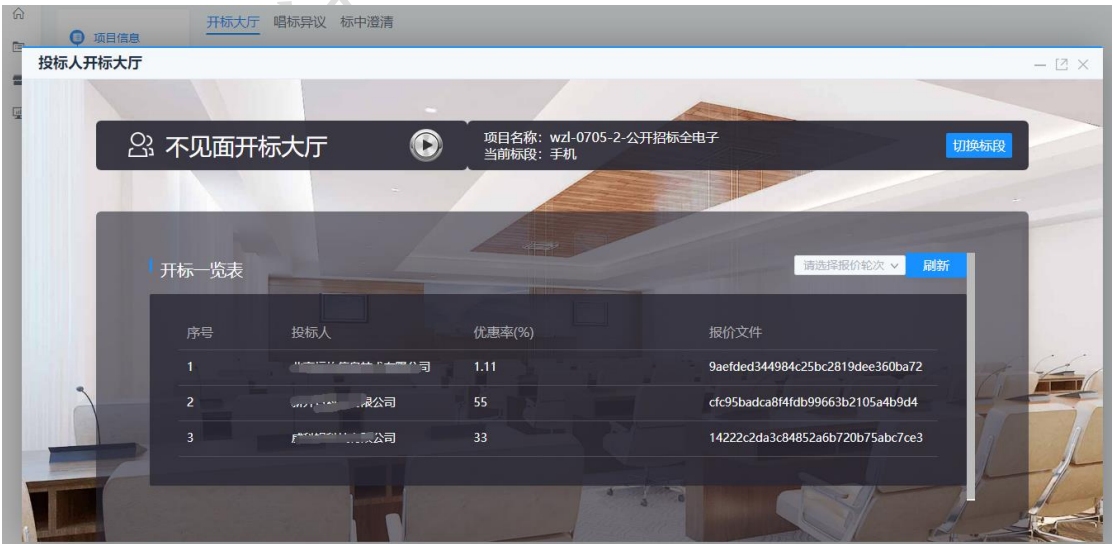 开标大厅 唱标异议 标中澄清
项目信息
投标人开标大厅
不见面开标大厅
项目名称：wzl-0705-2-公开招标全电子
当前标段：手机
切换标段
开标一览表
请选择报价轮次
刷新
序号 投标人 优惠率(%) 报价文件
1 公司 1.11 9aefded344984c25bc2819dee360ba72
2 限公司 55 cfc95badca8f4fdb99663b2105a4b9d4
3 公司 33 14222c2da3c84852a6b720b75abc7ce3